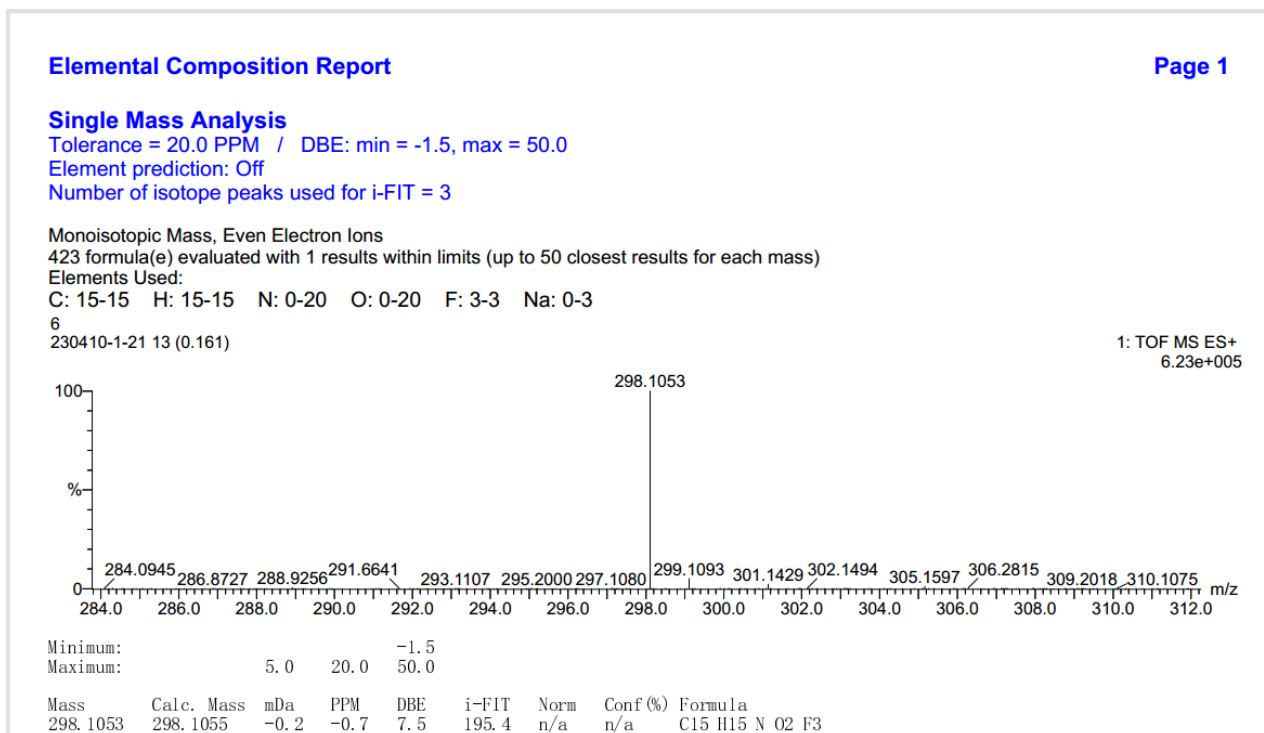 Elemental Composition Report Page 1
Single Mass Analysis
Tolerance = 20.0 PPM / DBE: min = -1.5, max = 50.0
Element prediction: Off
Number of isotope peaks used for i-FIT = 3
Monoisotopic Mass, Even Electron Ions
423 formula(e) evaluated with 1 results within limits (up to 50 closest results for each mass)
Elements Used:
C: 15-15 H: 15-15 N: 0-20 O: 0-20 F: 3-3 Na: 0-3
6
230410-1-21 13 (0.161) 1: TOF MS ES+
6.23e+005
298.1053
100
%
284.0945 286.8727 288.9256 291.6641 293.1107 295.2000 297.1080 299.1093 301.1429 302.1494 305.1597 306.2815 309.2018 310.1075
0 m/z
284.0 286.0 288.0 290.0 292.0 294.0 296.0 298.0 300.0 302.0 304.0 306.0 308.0 310.0 312.0
Minimum: -1.5
Maximum: 5.0 20.0 50.0
Mass Calc. Mass mDa PPM DBE i-FIT Norm Conf(%) Formula
298.1053 298.1055 -0.2 -0.7 7.5 195.4 n/a n/a C15 H15 N O2 F3